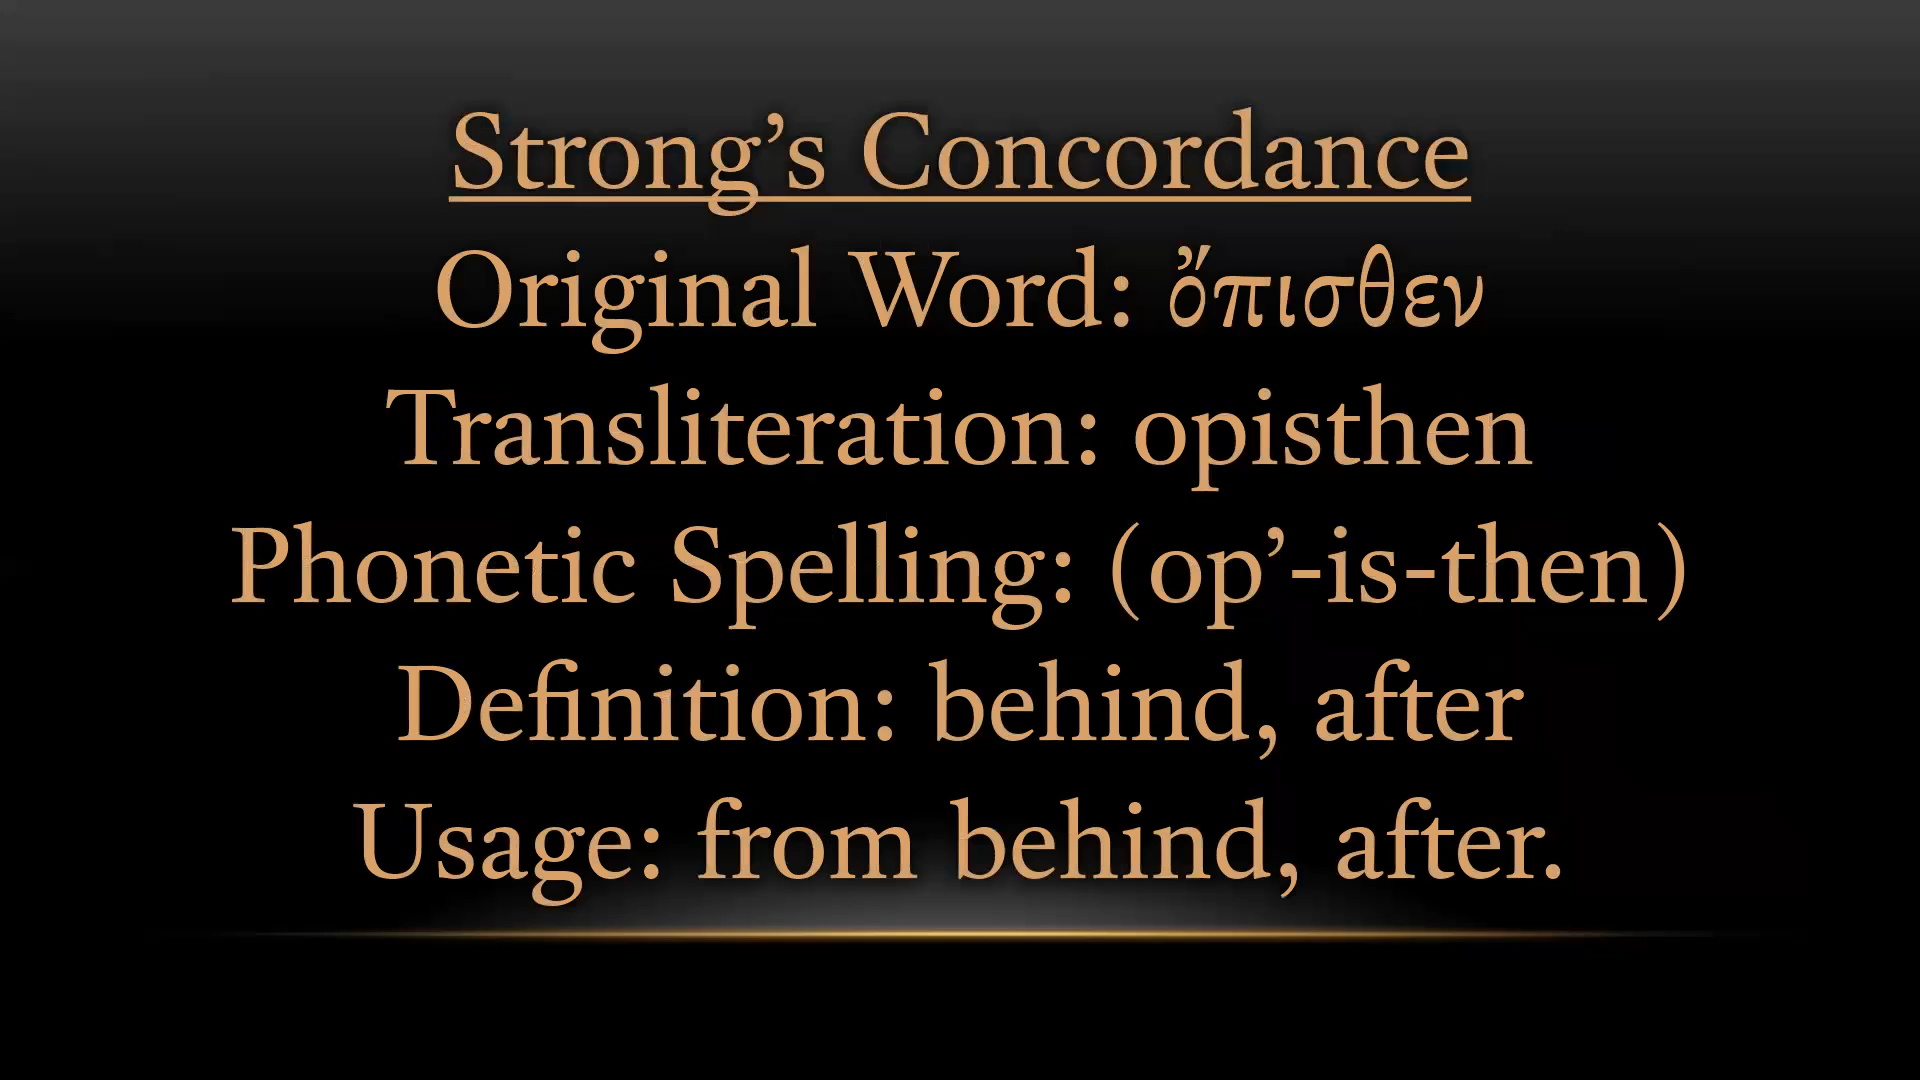 Strong’s Concordance
Original Word: ὄπισθεν
Transliteration: opisthen
Phonetic Spelling: (op’-is-then)
Definition: behind, after
Usage: from behind, after.